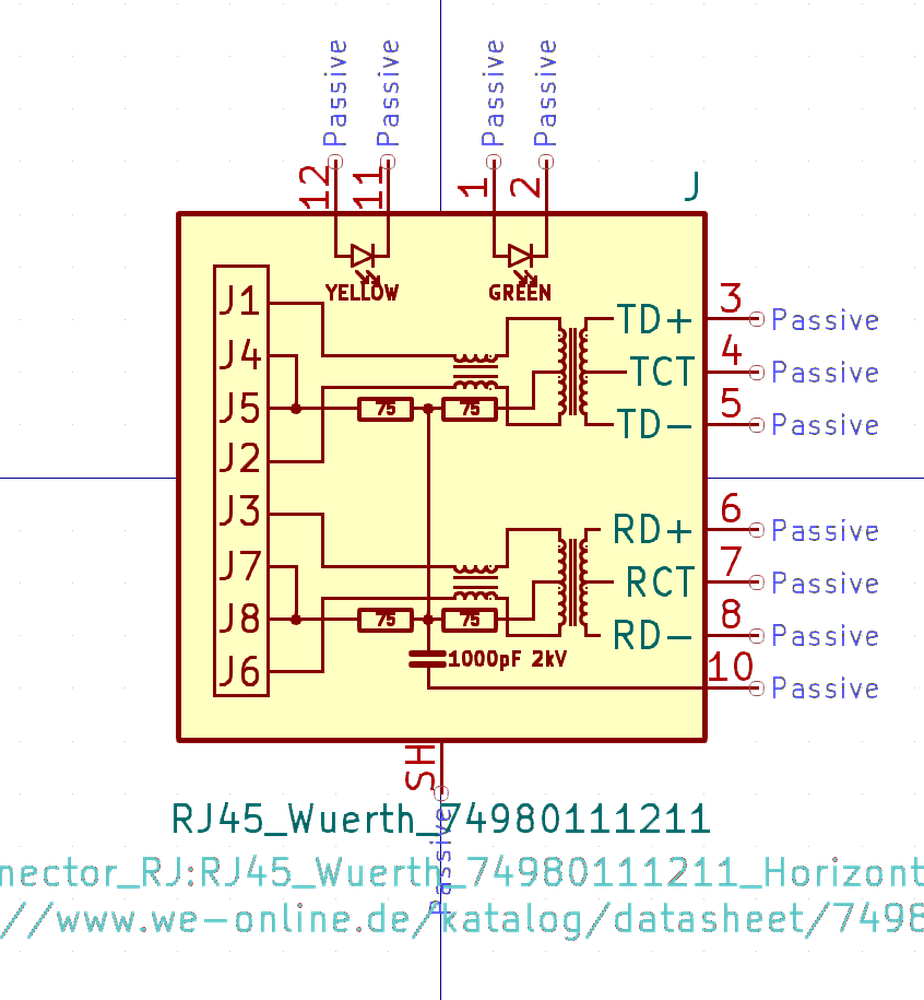 Passive Passive Passive Passive
12 11 1 2 J
YELLOW GREEN
J1 TD+ 3 Passive
J4 TCT 4 Passive
J5 75 75 TD- 5 Passive
J2
J3 RD+ 6 Passive
J7 RCT 7 Passive
J8 75 75 RD- 8 Passive
J6 1000pF 2kV 10 Passive
SH
Passive
RJ45_Wuerth_74980111211
nector_RJ:RJ45_Wuerth_74980111211_Horizont
//www.we-online.de/katalog/datasheet/7498